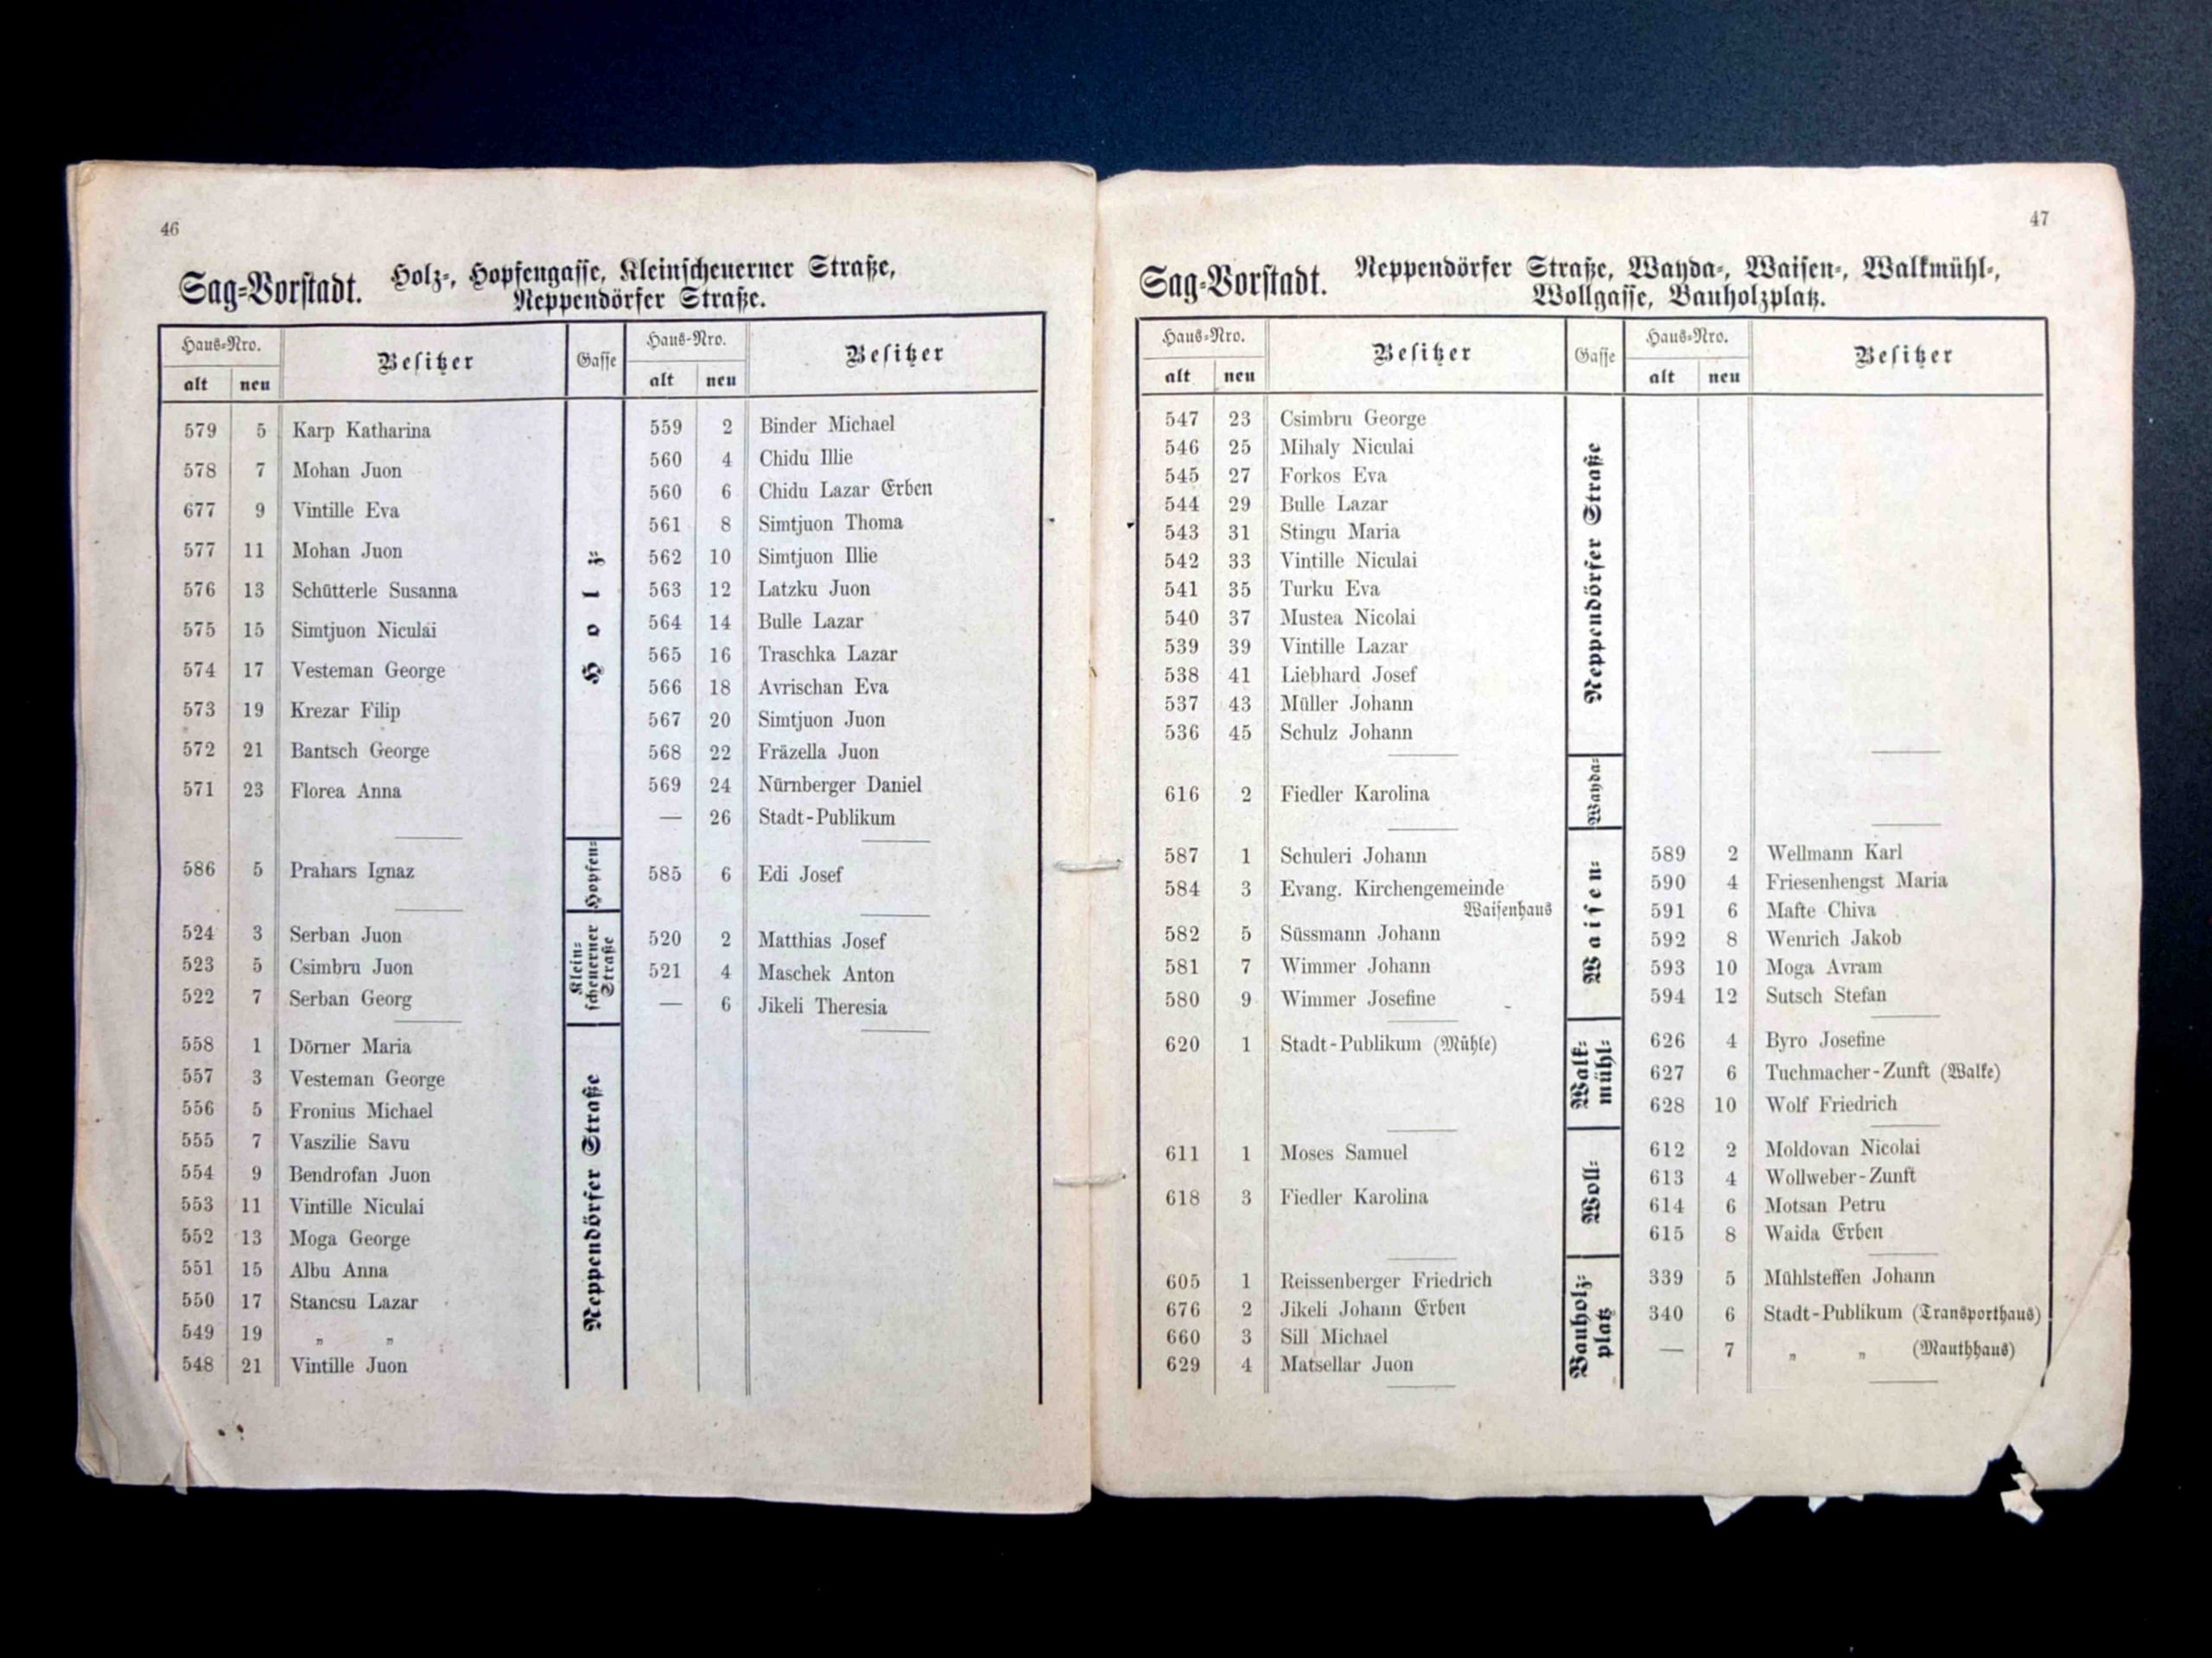 46
Sag-Vorstadt. Holz-, Hopfengasse, Kleinscheuerner Straße,
Neppendörfer Straße.
Haus-Nro. Besitzer Gasse Haus-Nro. Besitzer
alt neu alt neu
579 5 Karp Katharina
578 7 Mohan Juon
677 9 Vintille Eva
577 11 Mohan Juon
576 13 Schütterle Susanna
575 15 Simtjuon Niculai
574 17 Vesteman George
573 19 Krezar Filip
572 21 Bantsch George
571 23 Florea Anna
Holz-
559 2 Binder Michael
560 4 Chidu Illie
560 6 Chidu Lazar Erben
561 8 Simtjuon Thoma
562 10 Simtjuon Illie
563 12 Latzku Juon
564 14 Bulle Lazar
565 16 Traschka Lazar
566 18 Avrischan Eva
567 20 Simtjuon Juon
568 22 Fräzella Juon
569 24 Nürnberger Daniel
— 26 Stadt-Publikum
586 5 Prahars Ignaz
Hopfen-
585 6 Edi Josef
524 3 Serban Juon
523 5 Csimbru Juon
522 7 Serban Georg
Klein-
scheuerner
Straße
520 2 Matthias Josef
521 4 Maschek Anton
— 6 Jikeli Theresia
558 1 Dörner Maria
557 3 Vesteman George
556 5 Fronius Michael
555 7 Vaszilie Savu
554 9 Bendrofan Juon
553 11 Vintille Niculai
552 13 Moga George
551 15 Albu Anna
550 17 Stancsu Lazar
549 19 „ „
548 21 Vintille Juon
Neppendörfer Straße
47
Sag-Vorstadt. Neppendörfer Straße, Wayda-, Waisen-, Walkmühl-,
Wollgasse, Bauholzplatz.
Haus-Nro. Besitzer Gasse Haus-Nro. Besitzer
alt neu alt neu
547 23 Csimbru George
546 25 Mihaly Niculai
545 27 Forkos Eva
544 29 Bulle Lazar
543 31 Stingu Maria
542 33 Vintille Niculai
541 35 Turku Eva
540 37 Mustea Nicolai
539 39 Vintille Lazar
538 41 Liebhard Josef
537 43 Müller Johann
536 45 Schulz Johann
Neppendörfer Straße
616 2 Fiedler Karolina
Wayda-
587 1 Schuleri Johann
584 3 Evang. Kirchengemeinde
Waisenhaus
582 5 Süssmann Johann
581 7 Wimmer Johann
580 9 Wimmer Josefine
Waisen-
589 2 Wellmann Karl
590 4 Friesenhengst Maria
591 6 Mafte Chiva
592 8 Wenrich Jakob
593 10 Moga Avram
594 12 Sutsch Stefan
620 1 Stadt-Publikum (Mühle)
Walk-
mühl-
626 4 Byro Josefine
627 6 Tuchmacher-Zunft (Walke)
628 10 Wolf Friedrich
611 1 Moses Samuel
618 3 Fiedler Karolina
Woll-
612 2 Moldovan Nicolai
613 4 Wollweber-Zunft
614 6 Motsan Petru
615 8 Waida Erben
605 1 Reissenberger Friedrich
676 2 Jikeli Johann Erben
660 3 Sill Michael
629 4 Matsellar Juon
Bauholz-
platz
339 5 Mühlsteffen Johann
340 6 Stadt-Publikum (Transporthaus)
— 7 „ „ (Mauthhaus)